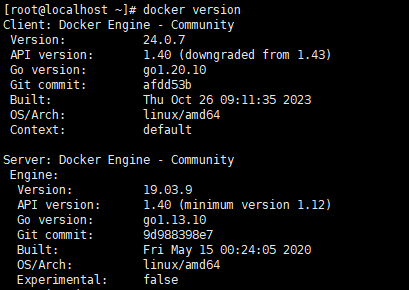 [root@localhost ~]# docker version
Client: Docker Engine - Community
Version: 24.0.7
API version: 1.40 (downgraded from 1.43)
Go version: go1.20.10
Git commit: afdd53b
Built: Thu Oct 26 09:11:35 2023
OS/Arch: linux/amd64
Context: default
Server: Docker Engine - Community
Engine:
Version: 19.03.9
API version: 1.40 (minimum version 1.12)
Go version: go1.13.10
Git commit: 9d988398e7
Built: Fri May 15 00:24:05 2020
OS/Arch: linux/amd64
Experimental: false